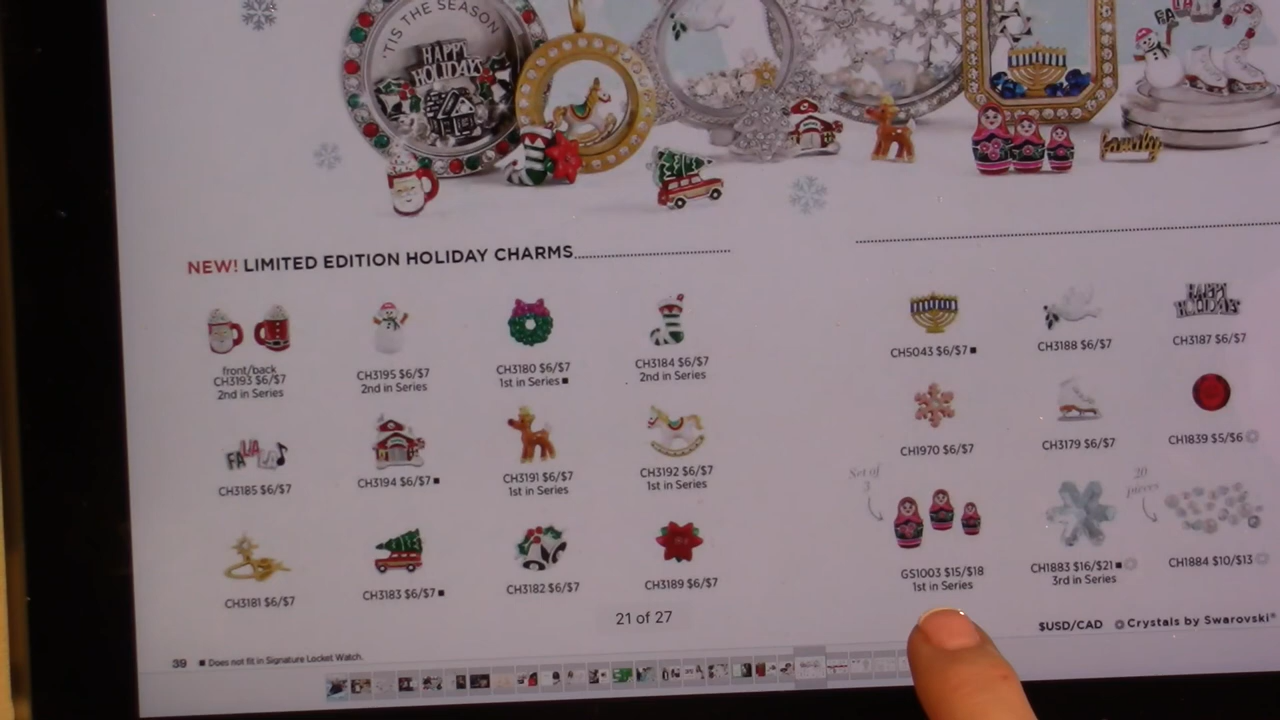 'TIS THE SEASON
HAPPY
HOLIDAYS
FA
LA
family
NEW! LIMITED EDITION HOLIDAY CHARMS
front/back
CH3193 $6/$7
2nd in Series
CH3195 $6/$7
2nd in Series
CH3180 $6/$7
1st in Series ■
CH3184 $6/$7
2nd in Series
FA LA LA
CH3185 $6/$7
CH3194 $6/$7 ■
CH3191 $6/$7
1st in Series
CH3192 $6/$7
1st in Series
CH3181 $6/$7
CH3183 $6/$7 ■
CH3182 $6/$7
CH3189 $6/$7
CH5043 $6/$7 ■
CH3188 $6/$7
HAPPY
HOLIDAYS
CH3187 $6/$7
CH1970 $6/$7
CH3179 $6/$7
CH1839 $5/$6
Set of
3
GS1003 $15/$18
1st in Series
CH1883 $16/$21 ■
3rd in Series
20
pieces
CH1884 $10/$13
21 of 27
$USD/CAD Crystals by Swarovski®
39 ■ Does not fit in Signature Locket Watch.